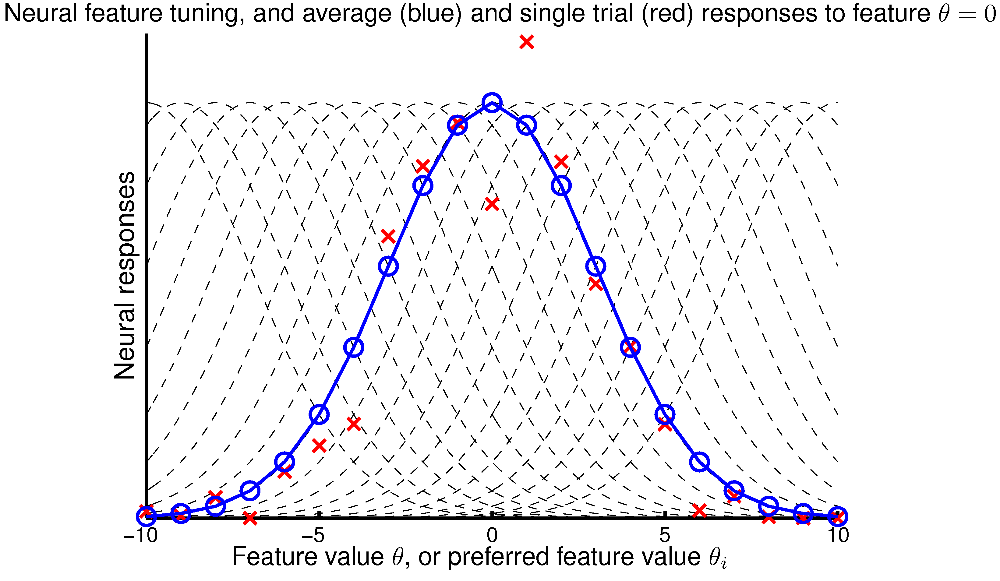 Neural feature tuning, and average (blue) and single trial (red) responses to feature θ = 0
Neural responses
−10 −5 0 5 10
Feature value θ, or preferred feature value θᵢ